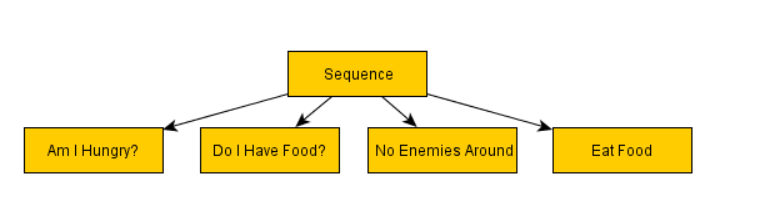 Sequence
Am I Hungry?
Do I Have Food?
No Enemies Around
Eat Food